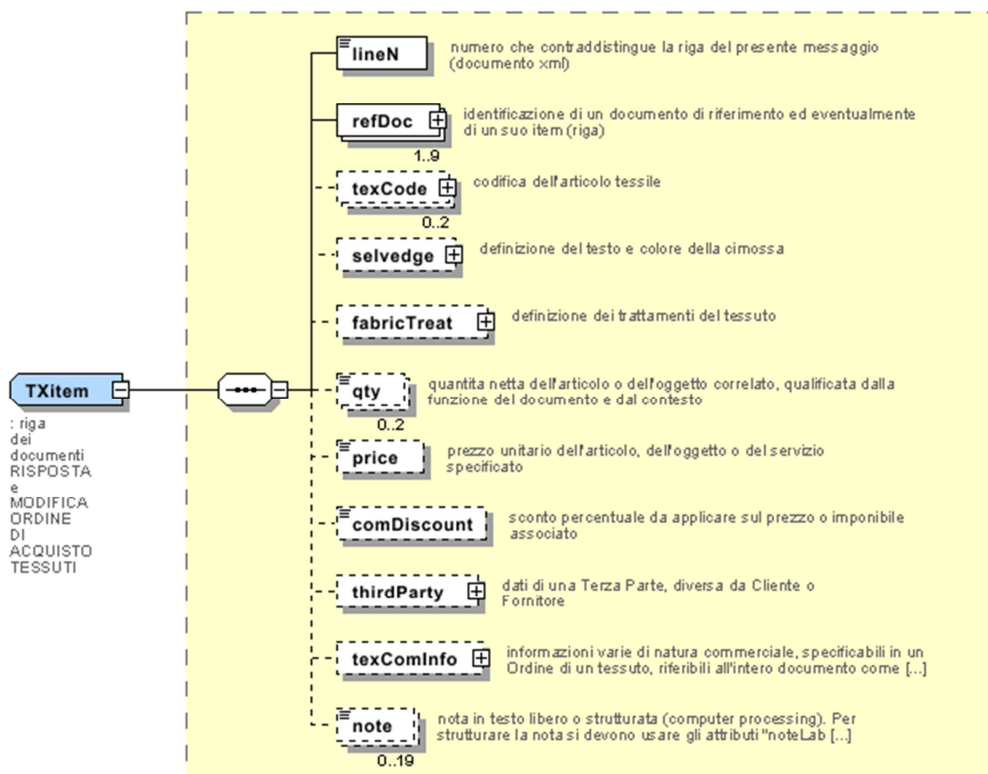 lineN
numero che contraddistingue la riga del presente messaggio
(documento xml)
refDoc
1..9
identificazione di un documento di riferimento ed eventualmente
di un suo item (riga)
texCode
0..2
codifica dell'articolo tessile
selvedge
definizione del testo e colore della cimossa
fabricTreat
definizione dei trattamenti del tessuto
TXitem
: riga
dei
documenti
RISPOSTA
e
MODIFICA
ORDINE
DI
ACQUISTO
TESSUTI
qty
0..2
quantita netta dell'articolo o dell'oggetto correlato, qualificata dalla
funzione del documento e dal contesto
price
prezzo unitario dell'articolo, dell'oggetto o del servizio
specificato
comDiscount
sconto percentuale da applicare sul prezzo o imponibile
associato
thirdParty
dati di una Terza Parte, diversa da Cliente o
Fornitore
texComInfo
informazioni varie di natura commerciale, specificabili in un
Ordine di un tessuto, riferibili all'intero documento come [...]
note
0..19
nota in testo libero o strutturata (computer processing). Per
strutturare la nota si devono usare gli attributi "noteLab [...]